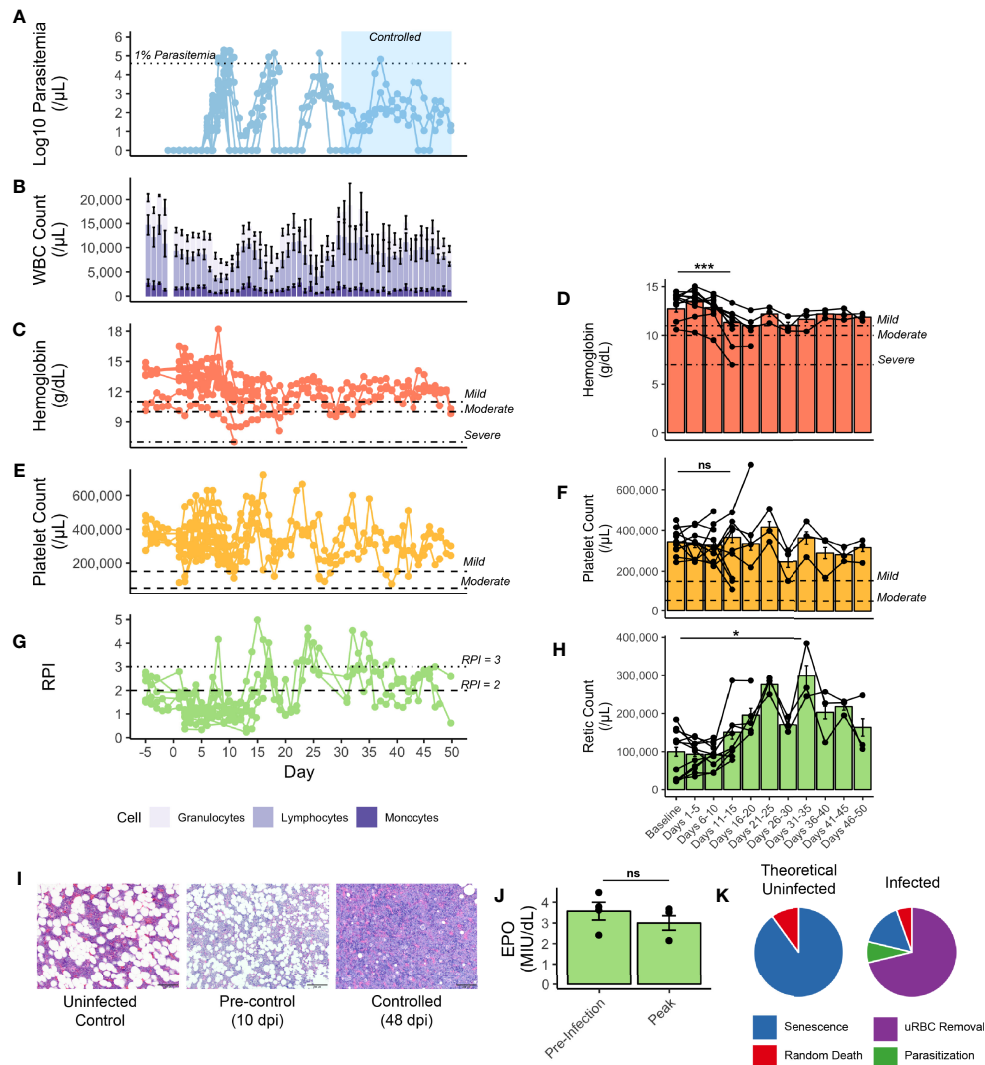 A
Log10 Parasitemia
(/µL)
6
5
4
3
2
1
0
1% Parasitemia
Controlled
B
WBC Count
(/µL)
20,000
15,000
10,000
5,000
0
C
Hemoglobin
(g/dL)
18
15
12
9
Mild
Moderate
Severe
D
Hemoglobin
(g/dL)
15
10
5
0
***
Mild
Moderate
Severe
E
Platelet Count
(/µL)
600,000
400,000
200,000
Mild
Moderate
F
Platelet Count
(/µL)
600,000
400,000
200,000
0
ns
Mild
Moderate
G
RPI
5
4
3
2
1
0
RPI = 3
RPI = 2
-5 0 5 10 13 20 25 30 35 40 45 50
Day
H
Retic Count
(/µL)
400,000
300,000
200,000
100,000
0
*
Baseline
Days 1-5
Days 6-10
Days 11-15
Days 16-20
Days 21-25
Days 26-30
Days 31-35
Days 36-40
Days 41-45
Days 46-50
Cell Granulocytes Lymphocytes Moncytes
I
Uninfected
Control
Pre-control
(10 dpi)
Controlled
(48 dpi)
J
EPO
(MIU/dL)
4
3
2
1
0
ns
Pre-Infection
Peak
K
Theoretical
Uninfected
Infected
Senescence
uRBC Removal
Random Death
Parasitization